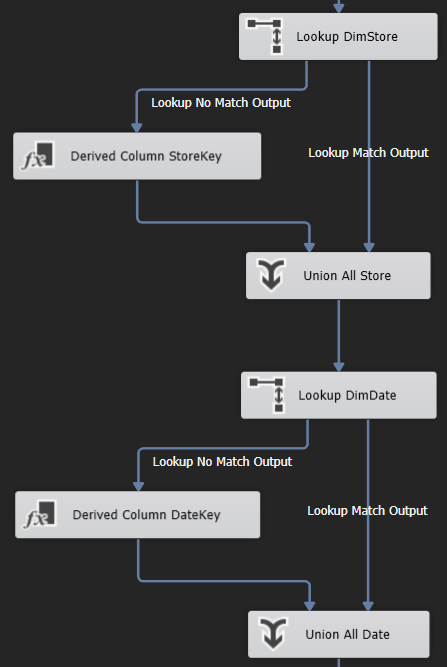 Lookup DimStore
Lookup No Match Output
Derived Column StoreKey
Lookup Match Output
Union All Store
Lookup DimDate
Lookup No Match Output
Derived Column DateKey
Lookup Match Output
Union All Date